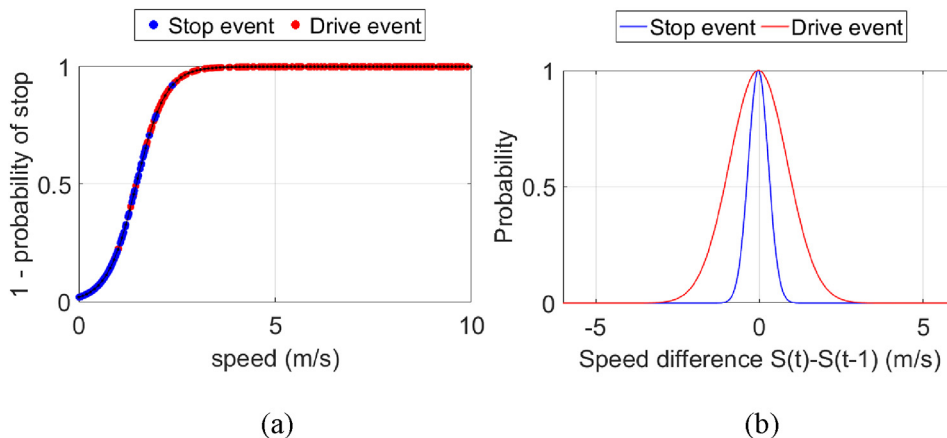 Stop event Drive event
1 - probability of stop
1
0.5
0
0 5 10
speed (m/s)
(a)
Stop event Drive event
Probability
1
0.5
0
-5 0 5
Speed difference S(t)-S(t-1) (m/s)
(b)